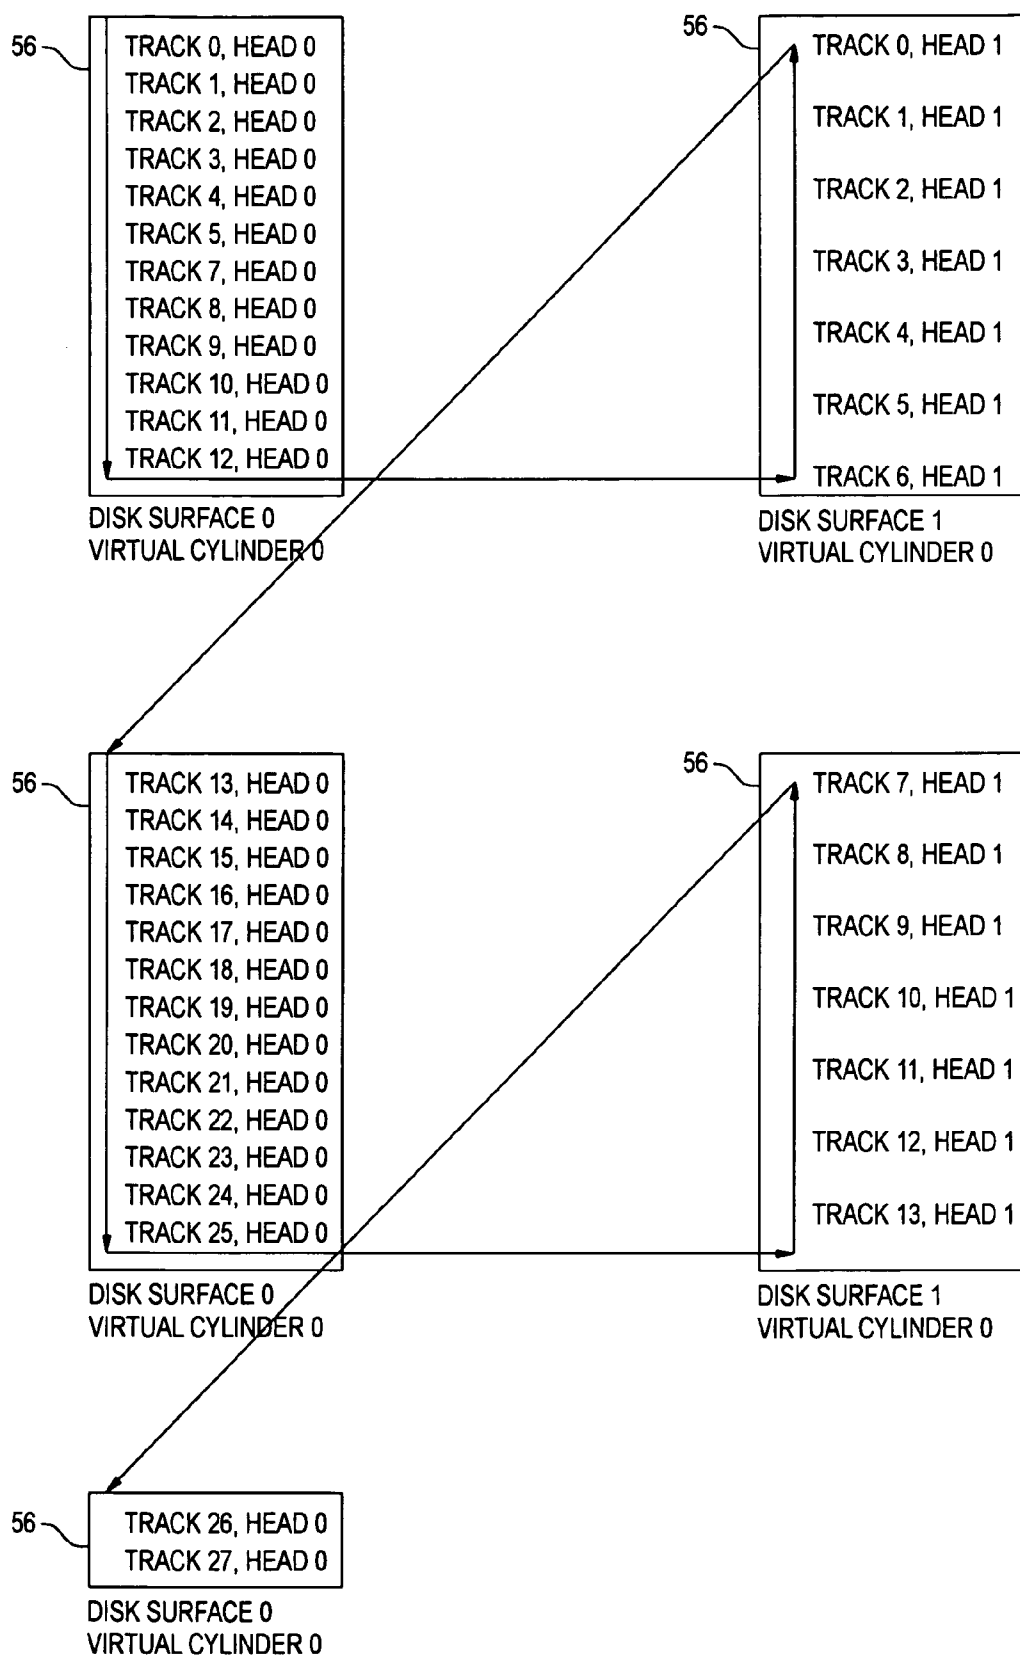 56
TRACK 0, HEAD 0
TRACK 1, HEAD 0
TRACK 2, HEAD 0
TRACK 3, HEAD 0
TRACK 4, HEAD 0
TRACK 5, HEAD 0
TRACK 7, HEAD 0
TRACK 8, HEAD 0
TRACK 9, HEAD 0
TRACK 10, HEAD 0
TRACK 11, HEAD 0
TRACK 12, HEAD 0
DISK SURFACE 0
VIRTUAL CYLINDER 0
56
TRACK 0, HEAD 1
TRACK 1, HEAD 1
TRACK 2, HEAD 1
TRACK 3, HEAD 1
TRACK 4, HEAD 1
TRACK 5, HEAD 1
TRACK 6, HEAD 1
DISK SURFACE 1
VIRTUAL CYLINDER 0
56
TRACK 13, HEAD 0
TRACK 14, HEAD 0
TRACK 15, HEAD 0
TRACK 16, HEAD 0
TRACK 17, HEAD 0
TRACK 18, HEAD 0
TRACK 19, HEAD 0
TRACK 20, HEAD 0
TRACK 21, HEAD 0
TRACK 22, HEAD 0
TRACK 23, HEAD 0
TRACK 24, HEAD 0
TRACK 25, HEAD 0
DISK SURFACE 0
VIRTUAL CYLINDER 0
56
TRACK 7, HEAD 1
TRACK 8, HEAD 1
TRACK 9, HEAD 1
TRACK 10, HEAD 1
TRACK 11, HEAD 1
TRACK 12, HEAD 1
TRACK 13, HEAD 1
DISK SURFACE 1
VIRTUAL CYLINDER 0
56
TRACK 26, HEAD 0
TRACK 27, HEAD 0
DISK SURFACE 0
VIRTUAL CYLINDER 0